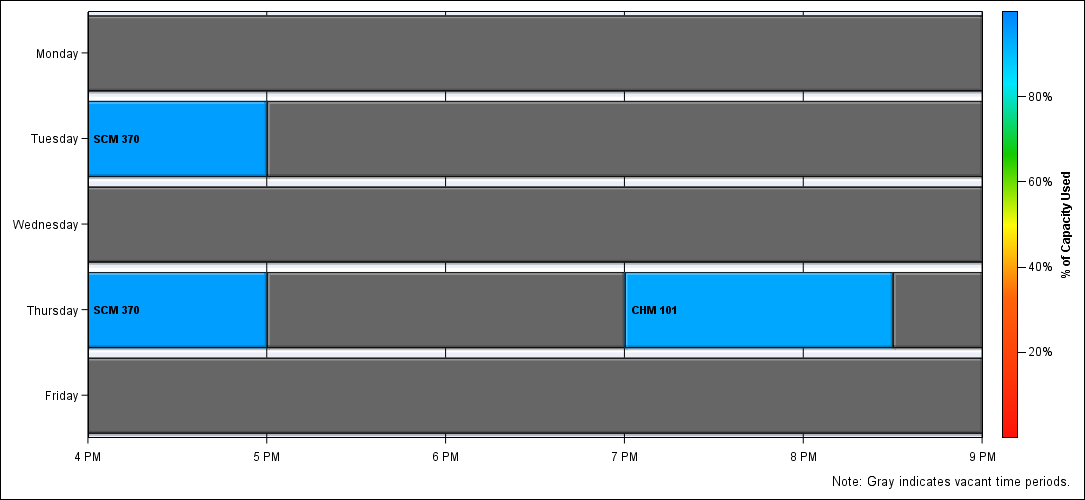 Monday
Tuesday
SCM 370
Wednesday
Thursday
SCM 370
CHM 101
Friday
4 PM
5 PM
6 PM
7 PM
8 PM
9 PM
80%
60%
40%
20%
% of Capacity Used
Note: Gray indicates vacant time periods.